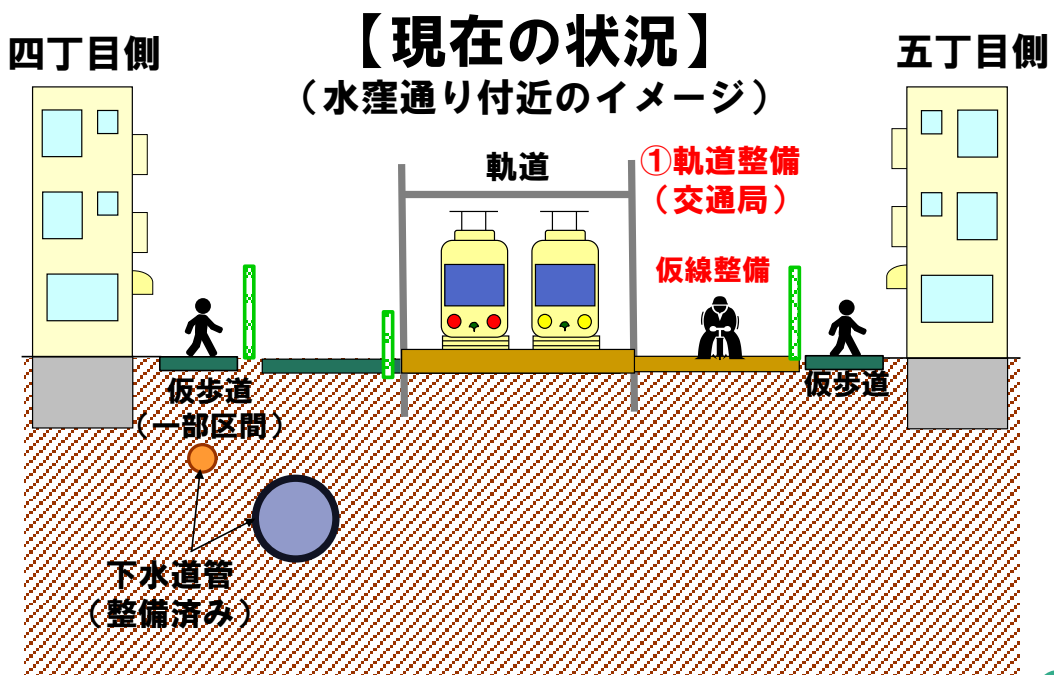 【現在の状況】
（水窪通り付近のイメージ）
四丁目側
五丁目側
軌道
①軌道整備
（交通局）
仮線整備
仮歩道
（一部区間）
仮歩道
下水道管
（整備済み）